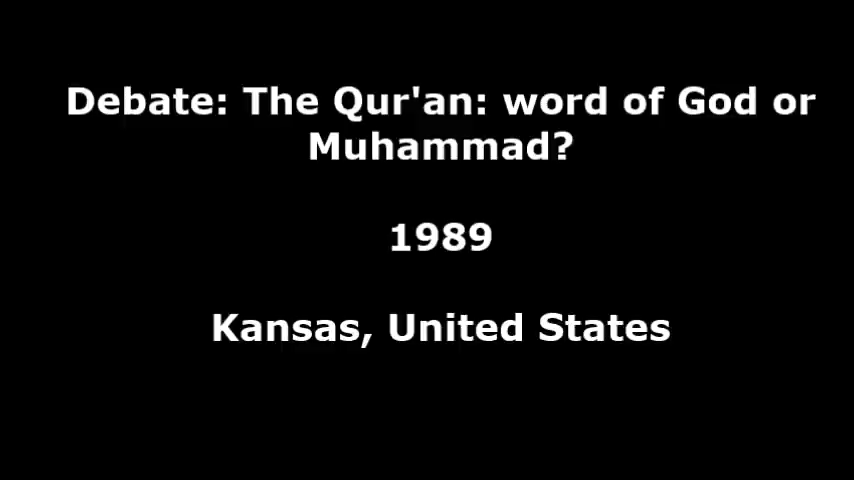 Debate: The Qur'an: word of God or
Muhammad?
1989
Kansas, United States